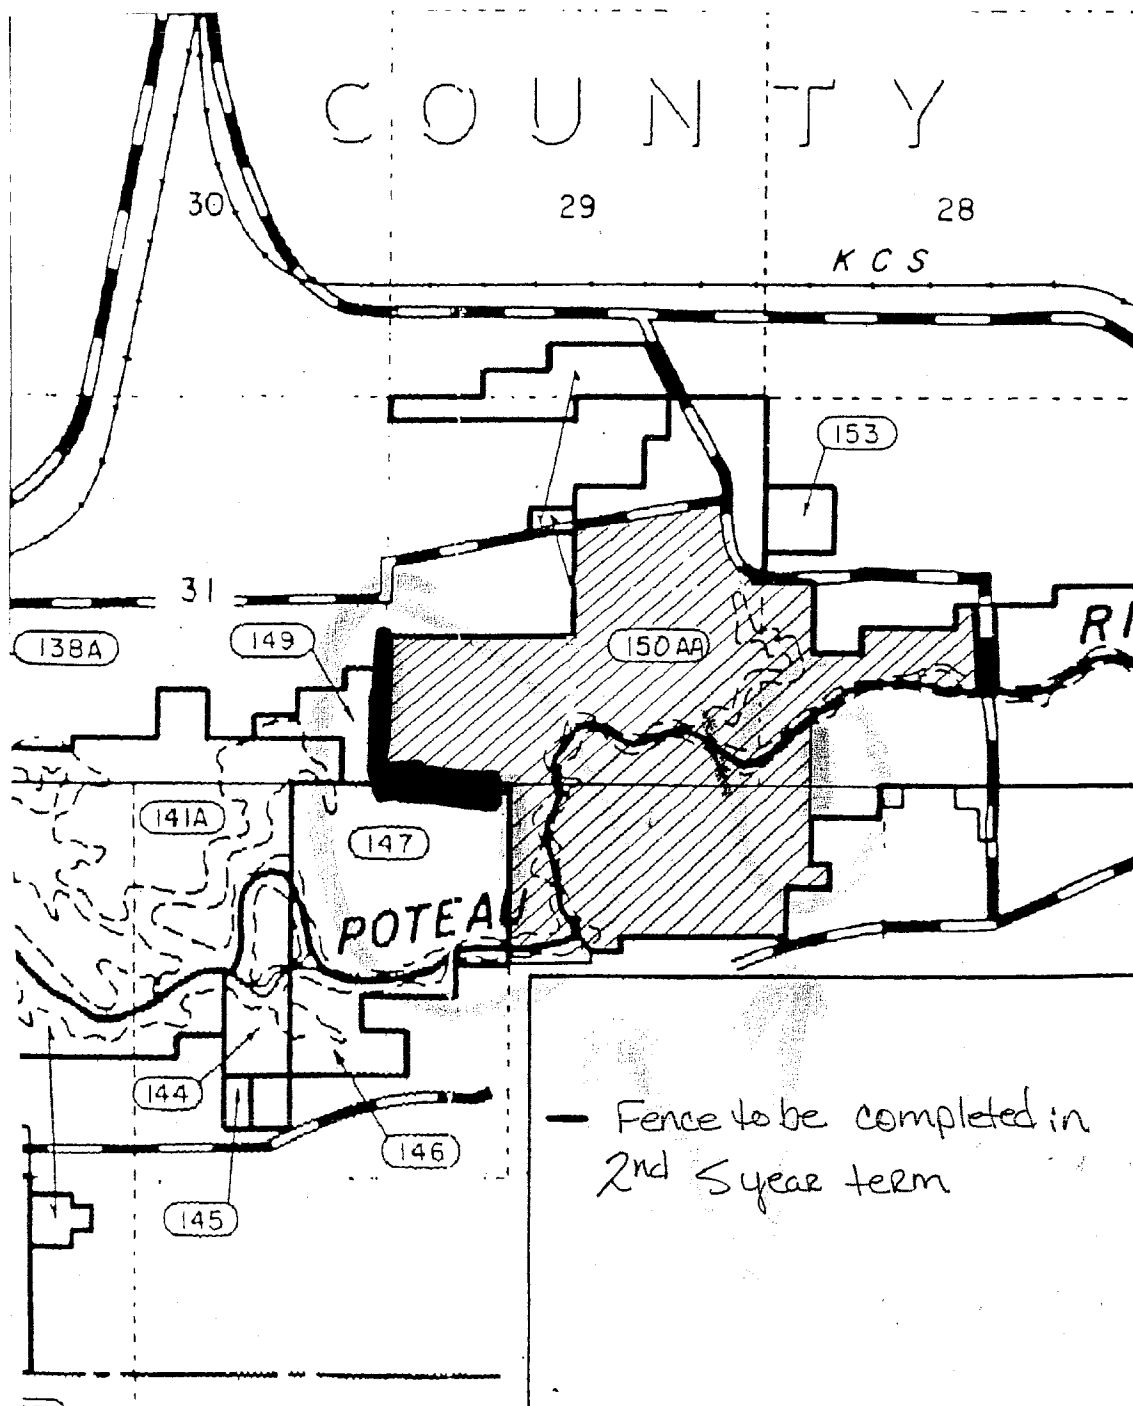 COUNTY
30
29
28
KCS
153
31
138A
149
150AA
RI
141A
147
POTEAU
144
146
145
Fence to be completed in
2nd 5 year term